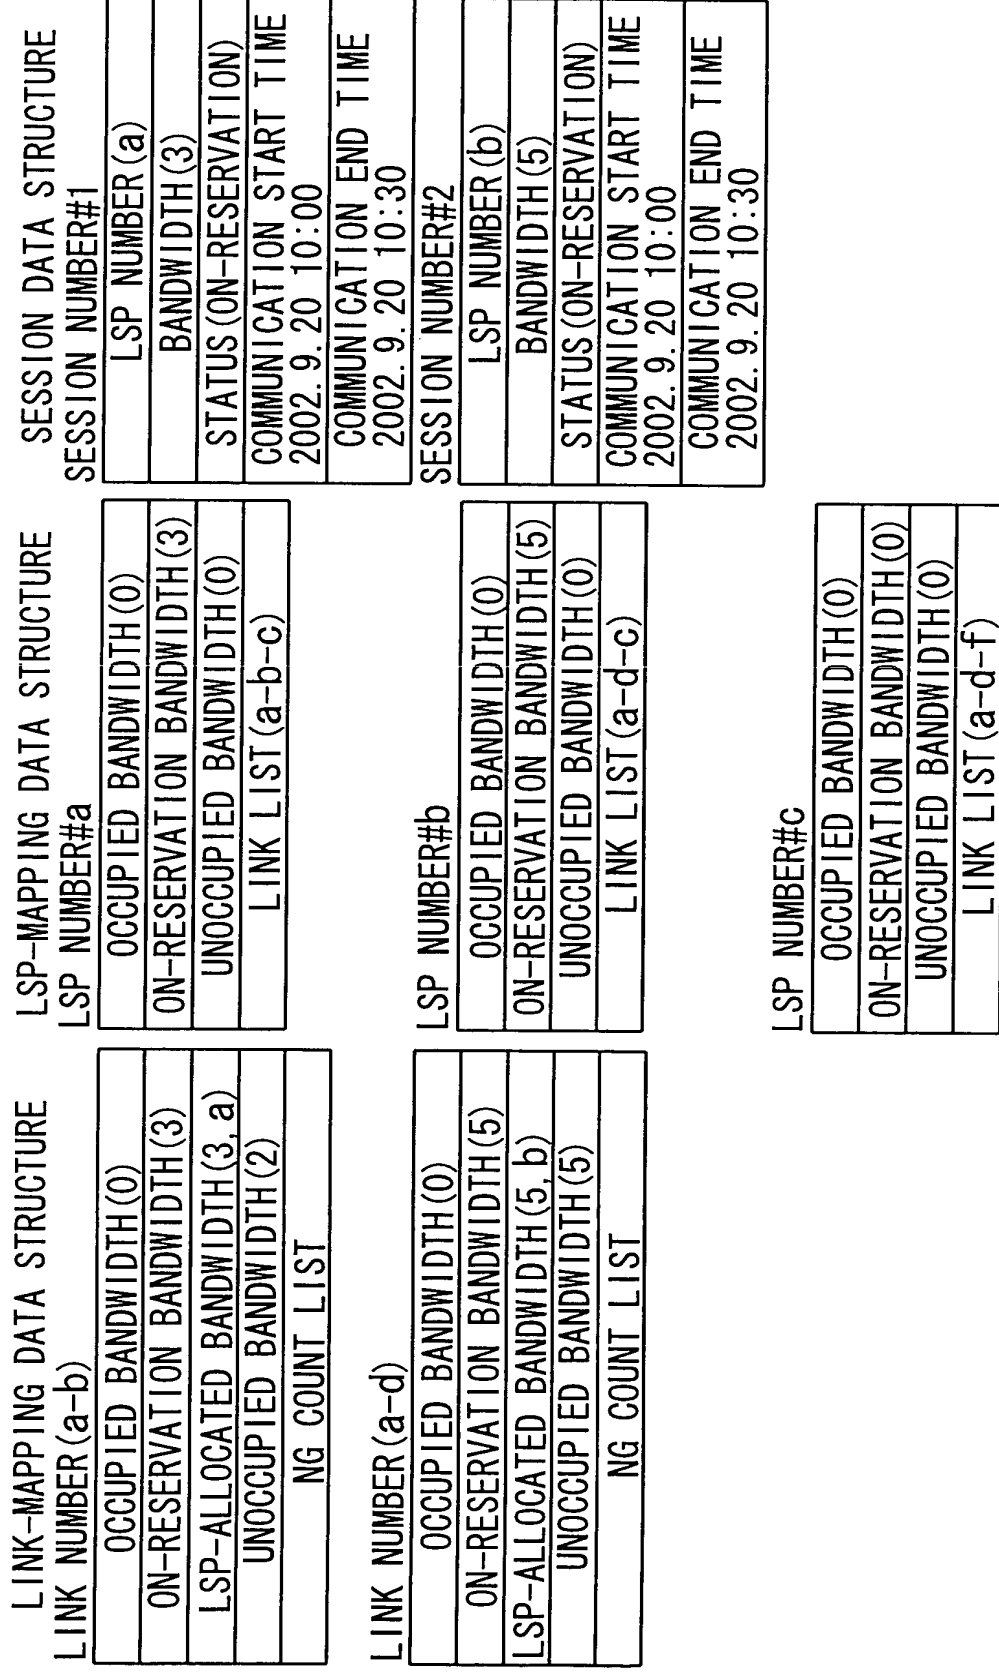 LINK-MAPPING DATA STRUCTURE
LINK NUMBER(a-b)
OCCUPIED BANDWIDTH(0)
ON-RESERVATION BANDWIDTH(3)
LSP-ALLOCATED BANDWIDTH(3, a)
UNOCCUPIED BANDWIDTH(2)
NG COUNT LIST
LINK NUMBER(a-d)
OCCUPIED BANDWIDTH(0)
ON-RESERVATION BANDWIDTH(5)
LSP-ALLOCATED BANDWIDTH(5, b)
UNOCCUPIED BANDWIDTH(5)
NG COUNT LIST
LSP-MAPPING DATA STRUCTURE
LSP NUMBER#a
OCCUPIED BANDWIDTH(0)
ON-RESERVATION BANDWIDTH(3)
UNOCCUPIED BANDWIDTH(0)
LINK LIST(a-b-c)
LSP NUMBER#b
OCCUPIED BANDWIDTH(0)
ON-RESERVATION BANDWIDTH(5)
UNOCCUPIED BANDWIDTH(0)
LINK LIST(a-d-c)
LSP NUMBER#c
OCCUPIED BANDWIDTH(0)
ON-RESERVATION BANDWIDTH(0)
UNOCCUPIED BANDWIDTH(0)
LINK LIST(a-d-f)
SESSION DATA STRUCTURE
SESSION NUMBER#1
LSP NUMBER(a)
BANDWIDTH(3)
STATUS(ON-RESERVATION)
COMMUNICATION START TIME
2002. 9. 20 10:00
COMMUNICATION END TIME
2002. 9. 20 10:30
SESSION NUMBER#2
LSP NUMBER(b)
BANDWIDTH(5)
STATUS(ON-RESERVATION)
COMMUNICATION START TIME
2002. 9. 20 10:00
COMMUNICATION END TIME
2002. 9. 20 10:30